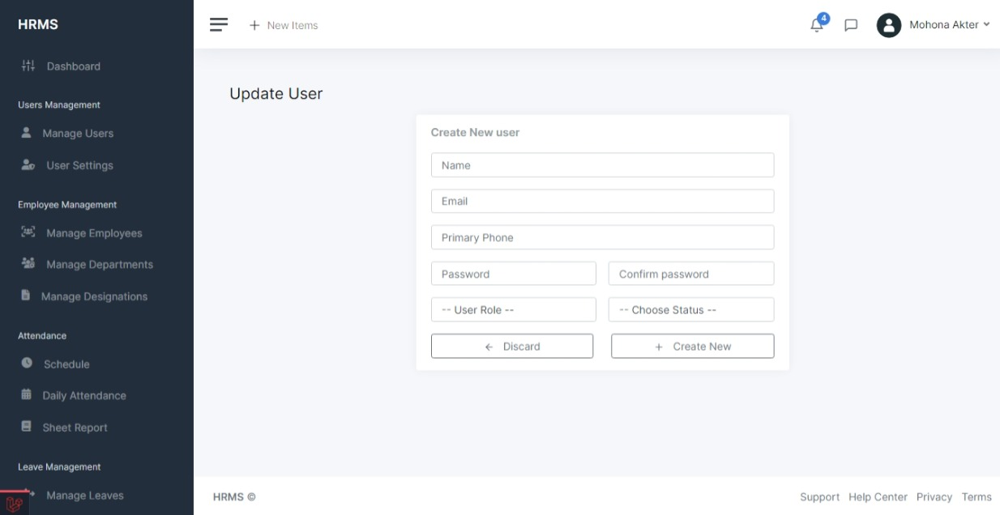 HRMS
New Items
4
Mohona Akter
Dashboard
Users Management
Manage Users
User Settings
Employee Management
Manage Employees
Manage Departments
Manage Designations
Attendance
Schedule
Daily Attendance
Sheet Report
Leave Management
Manage Leaves
Update User
Create New user
Name
Email
Primary Phone
Password Confirm password
-- User Role -- -- Choose Status --
Discard Create New
HRMS ©
Support Help Center Privacy Terms